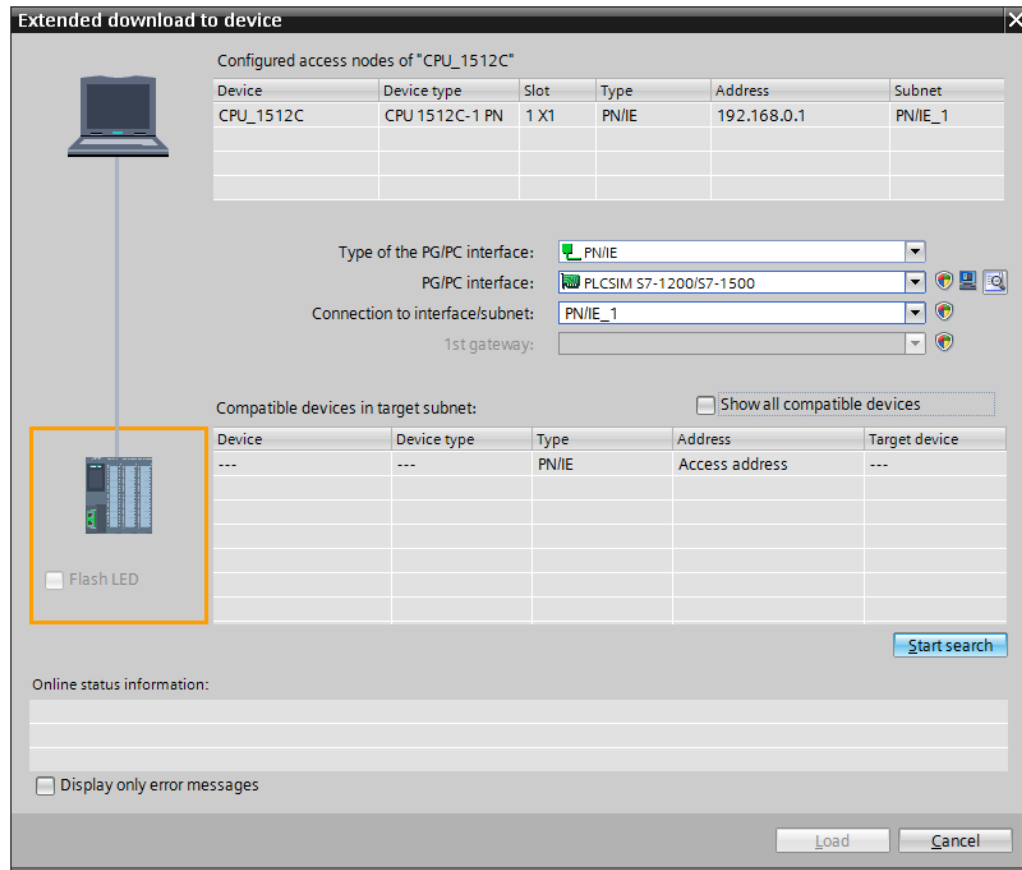 Extended download to device
Configured access nodes of "CPU_1512C"
Device Device type Slot Type Address Subnet
CPU_1512C CPU 1512C-1 PN 1 X1 PN/IE 192.168.0.1 PN/IE_1
Type of the PG/PC interface: PN/IE
PG/PC interface: PLCSIM S7-1200/S7-1500
Connection to interface/subnet: PN/IE_1
1st gateway:
Compatible devices in target subnet: Show all compatible devices
Device Device type Type Address Target device
--- --- PN/IE Access address ---
Flash LED
Start search
Online status information:
Display only error messages
Load Cancel